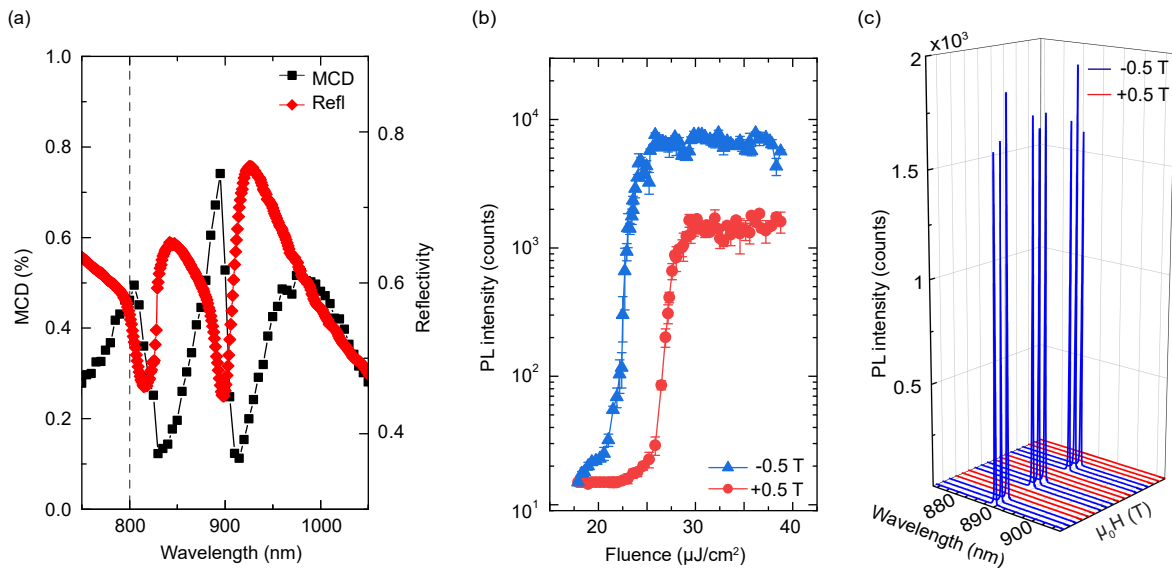 (a)
1.0
0.8
0.6
0.4
0.2
0.0
MCD (%)
MCD
Refl
0.8
0.6
0.4
Reflectivity
800
900
1000
Wavelength (nm)
(b)
10⁴
10³
10²
10¹
PL intensity (counts)
-0.5 T
+0.5 T
20
30
40
Fluence (μJ/cm²)
(c)
x10³
2
1.5
1
0.5
PL intensity (counts)
-0.5 T
+0.5 T
880
890
900
Wavelength (nm)
μ₀H (T)